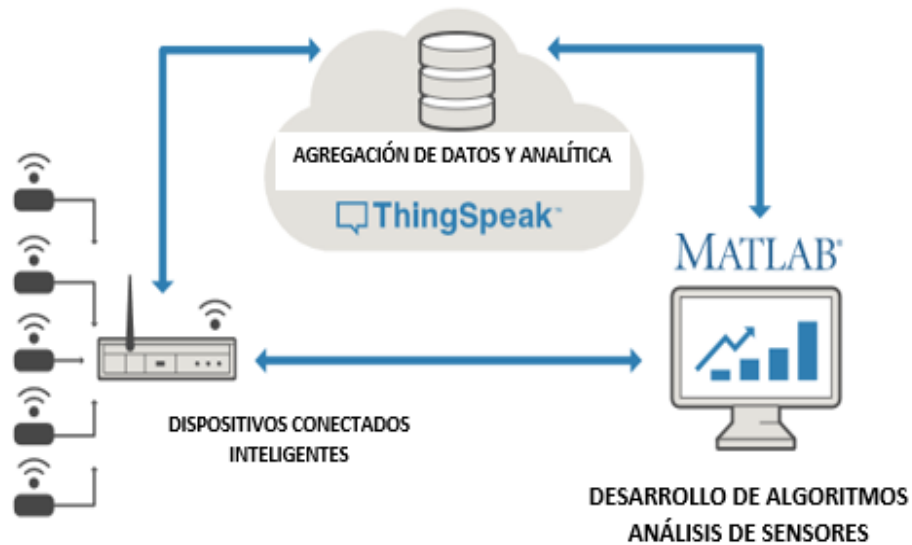 AGREGACIÓN DE DATOS Y ANALÍTICA
ThingSpeak™
MATLAB®
DISPOSITIVOS CONECTADOS
INTELIGENTES
DESARROLLO DE ALGORITMOS
ANÁLISIS DE SENSORES